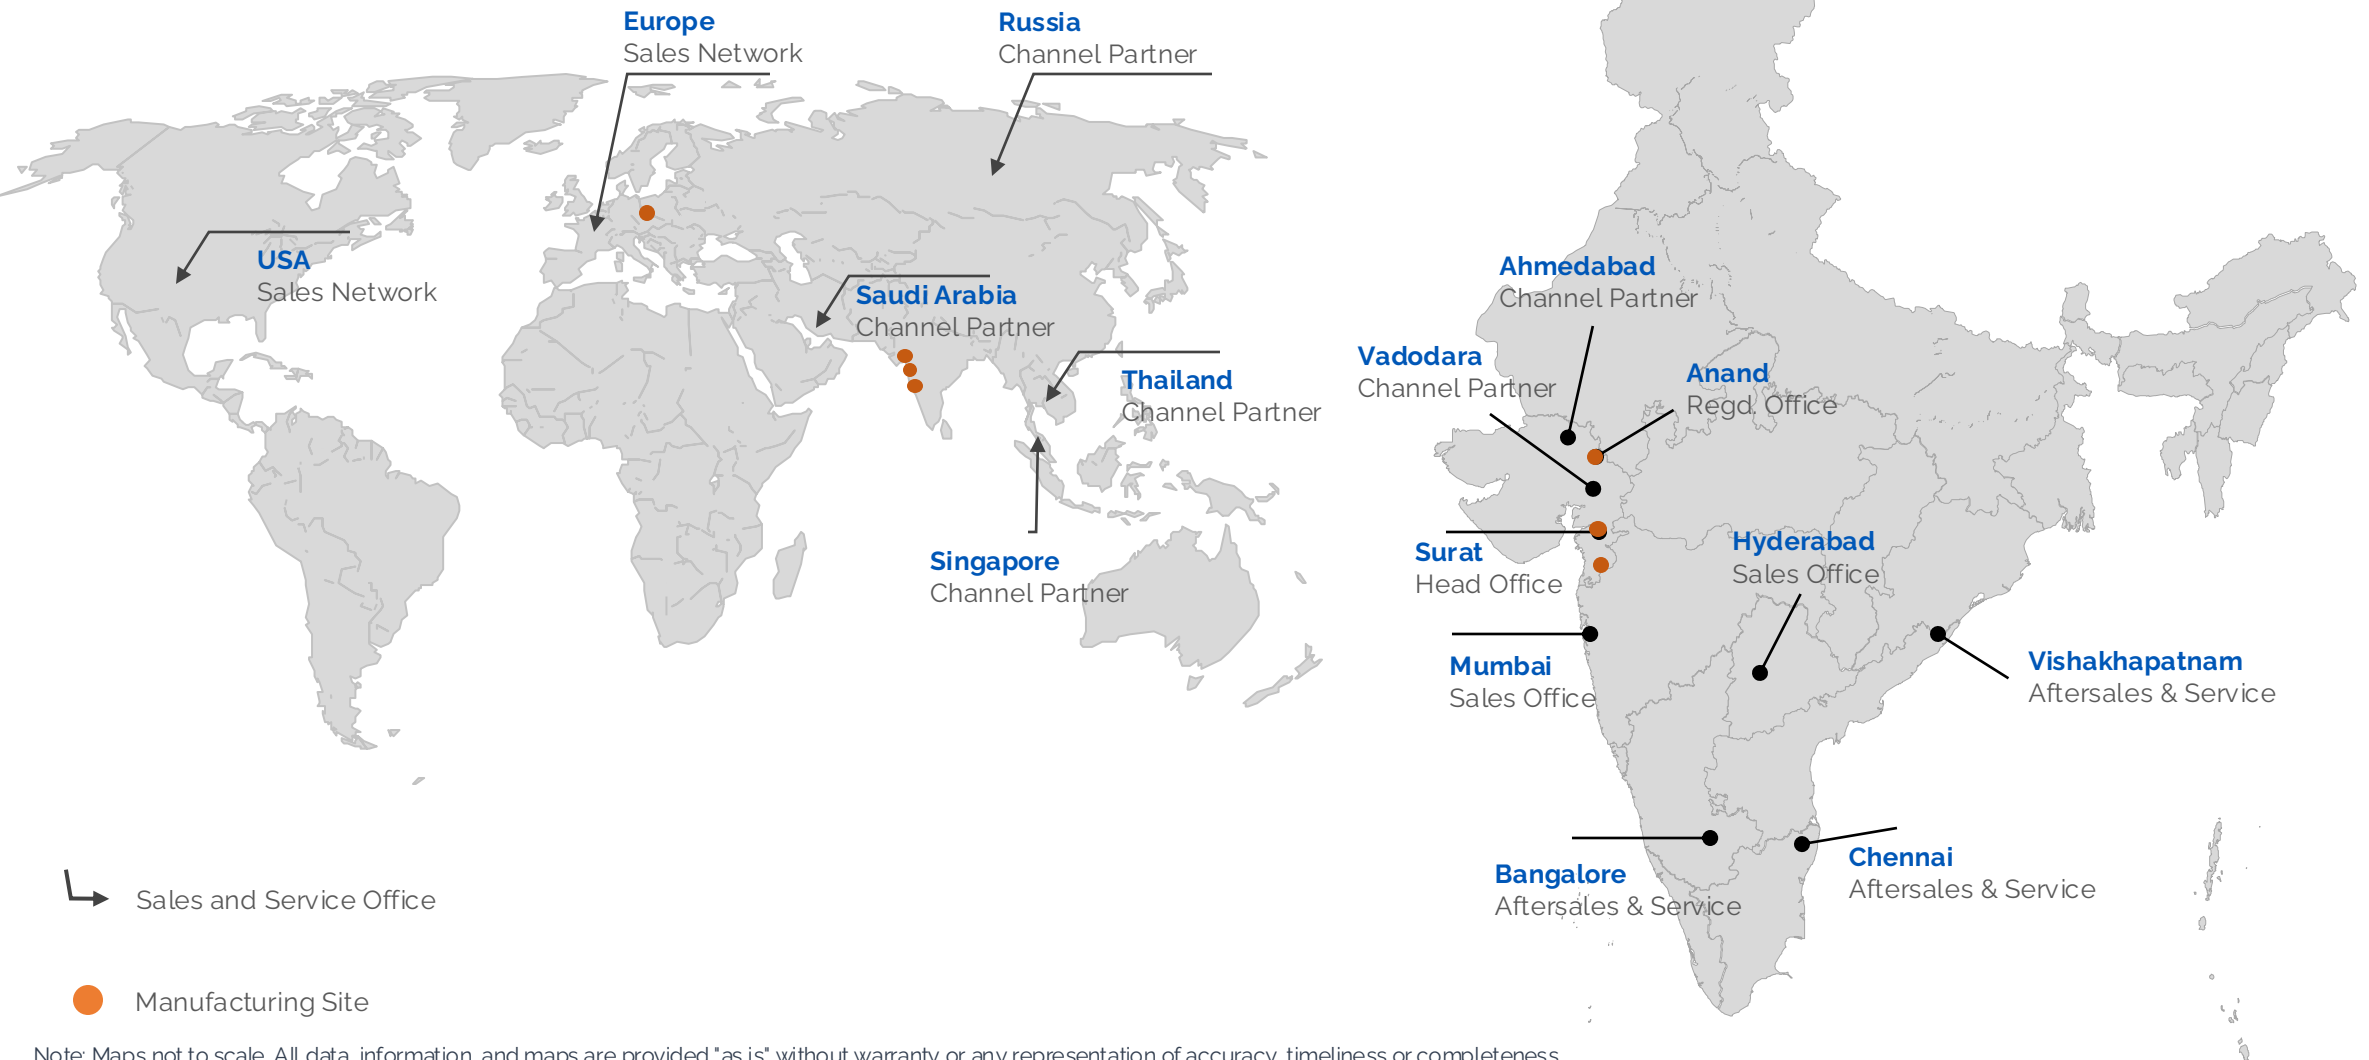 Europe
Sales Network
Russia
Channel Partner
USA
Sales Network
Saudi Arabia
Channel Partner
Thailand
Channel Partner
Singapore
Channel Partner
Ahmedabad
Channel Partner
Vadodara
Channel Partner
Anand
Regd. Office
Surat
Head Office
Hyderabad
Sales Office
Mumbai
Sales Office
Vishakhapatnam
Aftersales & Service
Bangalore
Aftersales & Service
Chennai
Aftersales & Service
Sales and Service Office
Manufacturing Site
Note: Maps not to scale. All data, information, and maps are provided "as is" without warranty or any representation of accuracy, timeliness or completeness